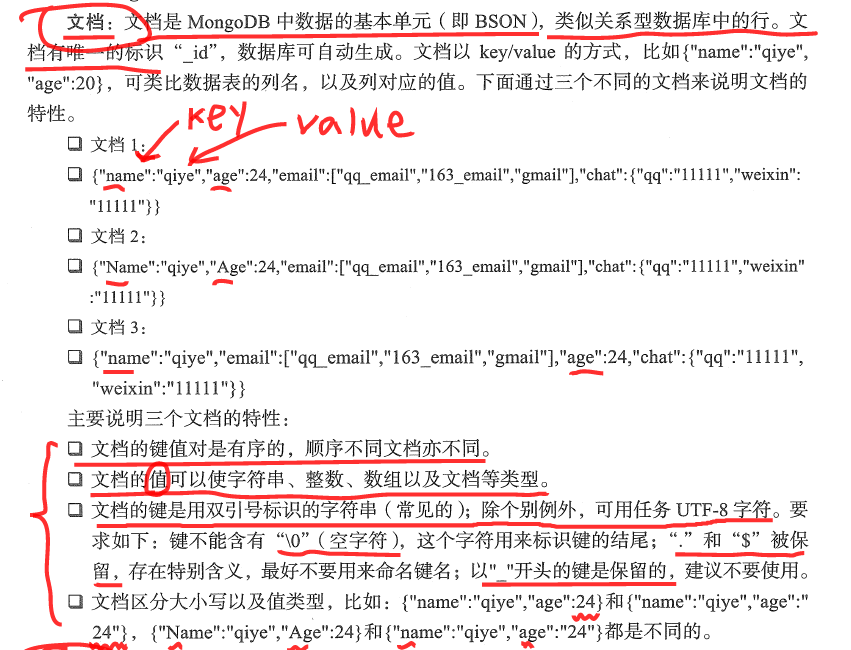 文档：文档是 MongoDB 中数据的基本单元（即 BSON），类似关系型数据库中的行。文
档有唯一的标识“_id”，数据库可自动生成。文档以 key/value 的方式，比如{"name":"qiye",
"age":20}，可类比数据表的列名，以及列对应的值。下面通过三个不同的文档来说明文档的
特性。
key value
❑ 文档 1：
❑ {"name":"qiye","age":24,"email":["qq_email","163_email","gmail"],"chat":{"qq":"11111","weixin":
"11111"}}
❑ 文档 2：
❑ {"Name":"qiye","Age":24,"email":["qq_email","163_email","gmail"],"chat":{"qq":"11111","weixin"
:"11111"}}
❑ 文档 3：
❑ {"name":"qiye","email":["qq_email","163_email","gmail"],"age":24,"chat":{"qq":"11111",
"weixin":"11111"}}
主要说明三个文档的特性：
❑ 文档的键值对是有序的，顺序不同文档亦不同。
❑ 文档的值可以使字符串、整数、数组以及文档等类型。
❑ 文档的键是用双引号标识的字符串（常见的）；除个别例外，可用任务 UTF-8 字符。要
求如下：键不能含有“\0”（空字符），这个字符用来标识键的结尾；“.”和“$”被保
留，存在特别含义，最好不要用来命名键名；以"_"开头的键是保留的，建议不要使用。
❑ 文档区分大小写以及值类型，比如：{"name":"qiye","age":24}和{"name":"qiye","age":"
24"}，{"Name":"qiye","Age":24}和{"name":"qiye","age":"24"}都是不同的。